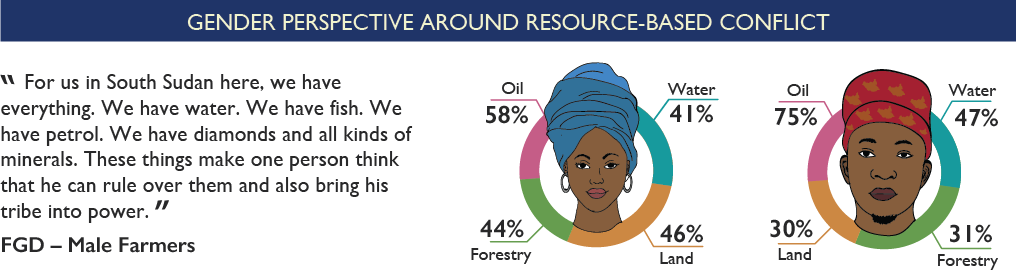 GENDER PERSPECTIVE AROUND RESOURCE-BASED CONFLICT
“ For us in South Sudan here, we have
everything. We have water. We have fish. We
have petrol. We have diamonds and all kinds of
minerals. These things make one person think
that he can rule over them and also bring his
tribe into power. ”
FGD – Male Farmers
Oil
58%
Water
41%
44%
Forestry
46%
Land
Oil
75%
Water
47%
30%
Land
31%
Forestry